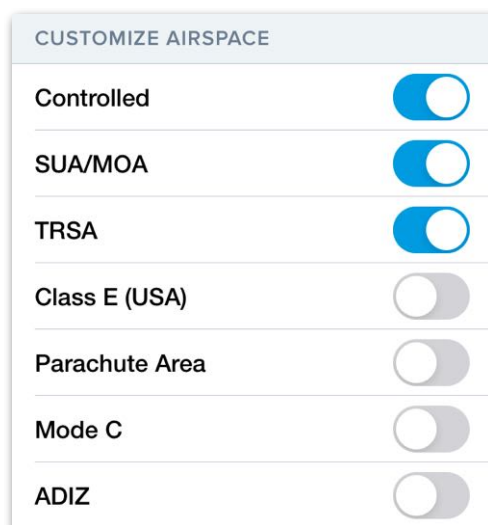 CUSTOMIZE AIRSPACE
Controlled
SUA/MOA
TRSA
Class E (USA)
Parachute Area
Mode C
ADIZ